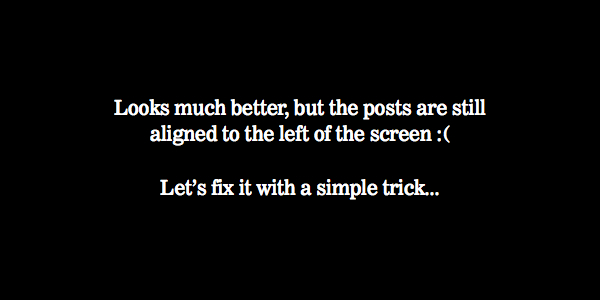 Looks much better, but the posts are still
aligned to the left of the screen :(
Let’s fix it with a simple trick...